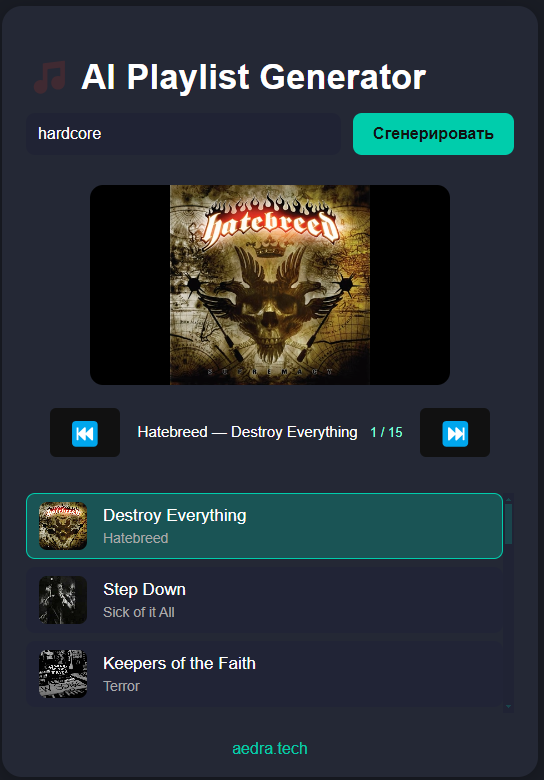 AI Playlist Generator
hardcore
Сгенерировать
hatebreed
SUPREMACY
Hatebreed — Destroy Everything 1 / 15
Destroy Everything
Hatebreed
Step Down
Sick of it All
Keepers of the Faith
Terror
aedra.tech